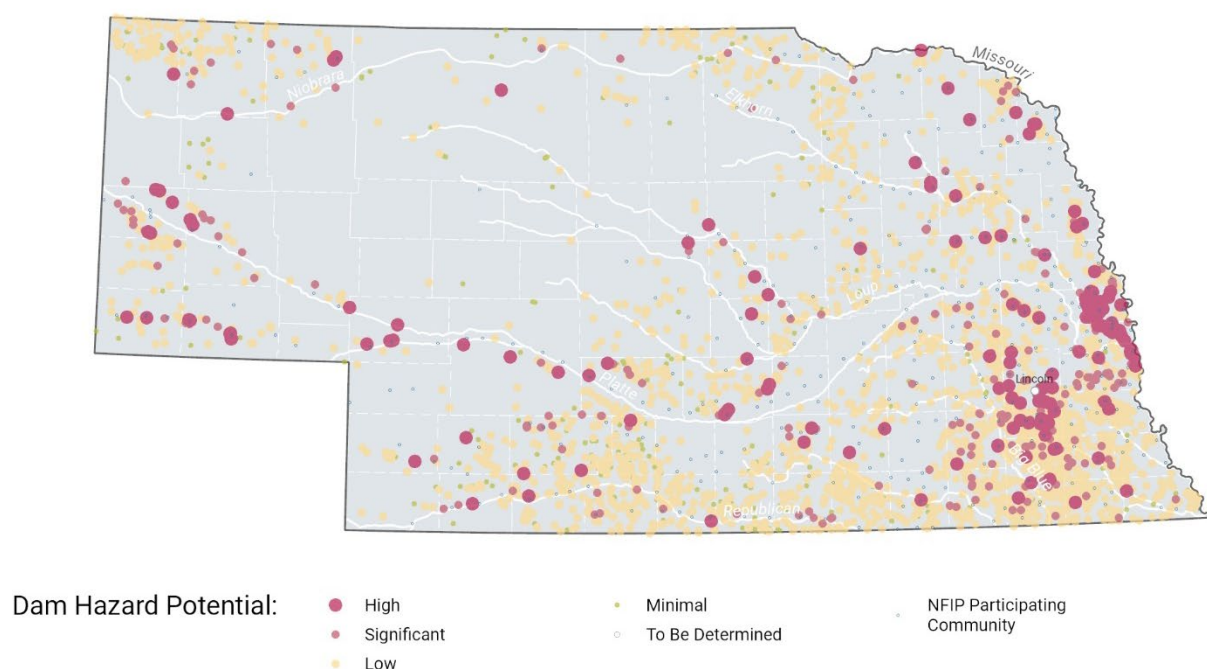 Missouri
Niobrara
Elkhorn
Loup
Lincoln
Platte
Big Blue
Republican
Dam Hazard Potential:
High
Significant
Low
Minimal
To Be Determined
NFIP Participating
Community